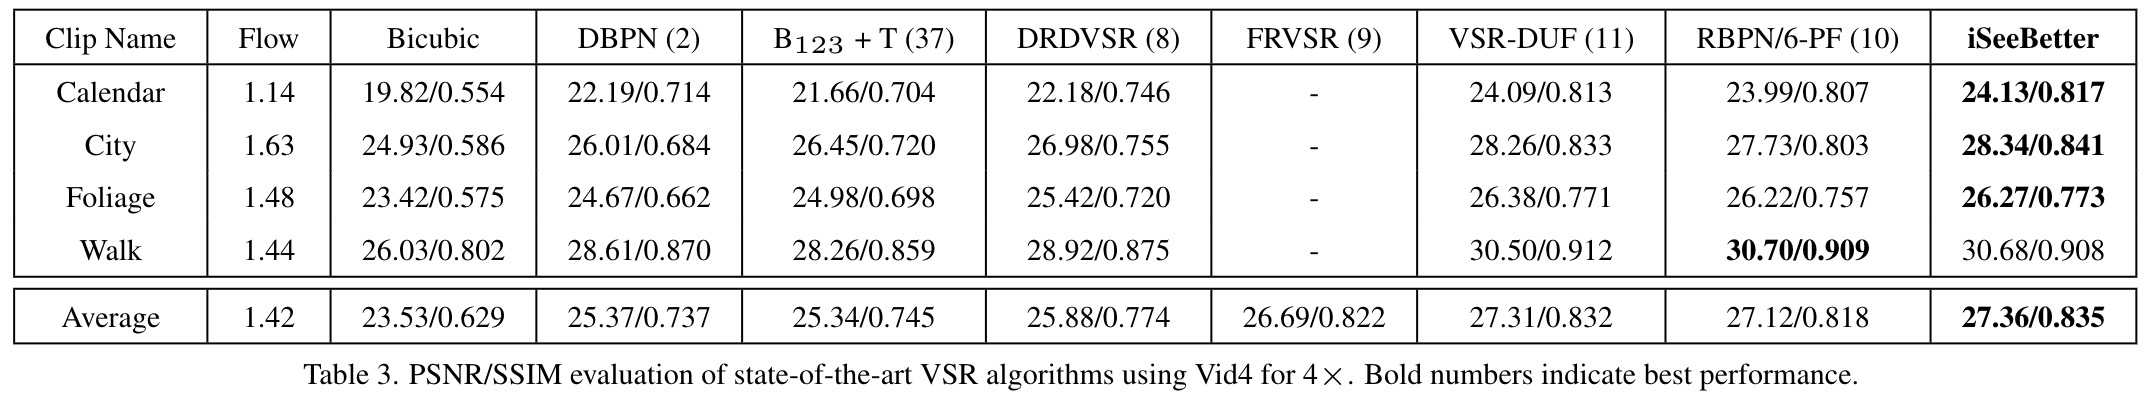 Clip Name Flow Bicubic DBPN (2) B123 + T (37) DRDVSR (8) FRVSR (9) VSR-DUF (11) RBPN/6-PF (10) iSeeBetter
Calendar 1.14 19.82/0.554 22.19/0.714 21.66/0.704 22.18/0.746 - 24.09/0.813 23.99/0.807 24.13/0.817
City 1.63 24.93/0.586 26.01/0.684 26.45/0.720 26.98/0.755 - 28.26/0.833 27.73/0.803 28.34/0.841
Foliage 1.48 23.42/0.575 24.67/0.662 24.98/0.698 25.42/0.720 - 26.38/0.771 26.22/0.757 26.27/0.773
Walk 1.44 26.03/0.802 28.61/0.870 28.26/0.859 28.92/0.875 - 30.50/0.912 30.70/0.909 30.68/0.908
Average 1.42 23.53/0.629 25.37/0.737 25.34/0.745 25.88/0.774 26.69/0.822 27.31/0.832 27.12/0.818 27.36/0.835
Table 3. PSNR/SSIM evaluation of state-of-the-art VSR algorithms using Vid4 for 4×. Bold numbers indicate best performance.